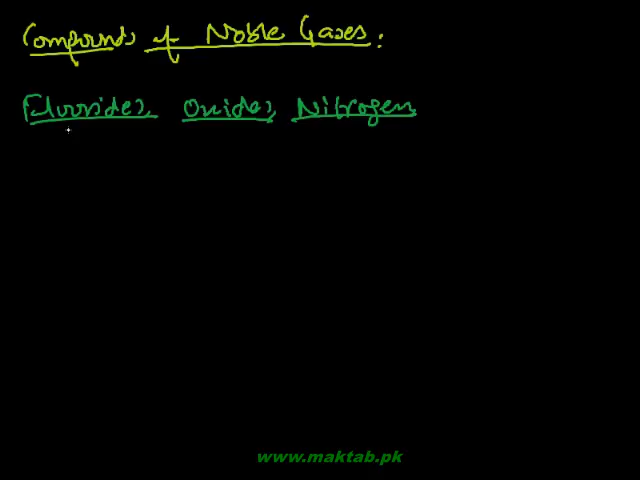 Compounds of Noble Gases:
Fluorides, Oxides, Nitrogen
www.maktab.pk